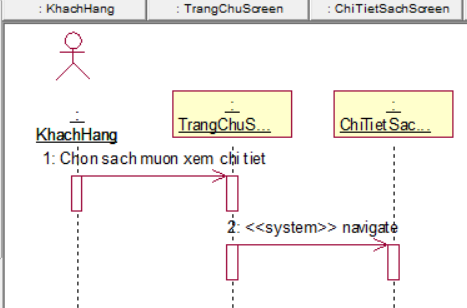 : KhachHang
: TrangChuScreen
: ChiTietSachScreen
:
KhachHang
:
TrangChuS...
:
ChiTietSac...
1: Chon sach muon xem chi tiet
2: <<system>> navigate